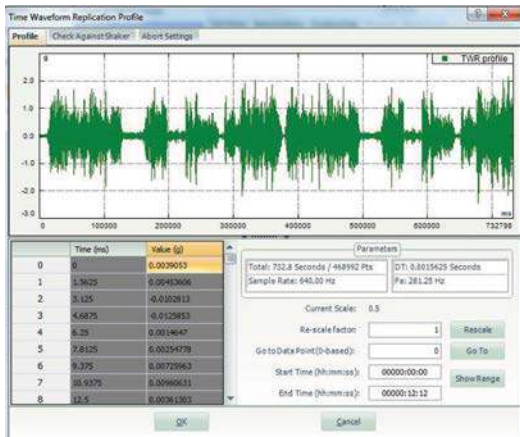 Time Waveform Replication Profile
Profile Check Against Shaker Abort Settings
g
TWR profile
2.0
1.0
0.0
-1.0
-2.0
-3.0
ms
0 100000 200000 300000 400000 500000 600000 732798
Time (ms) Value (g)
0 0 0.0039053
1 1.5625 0.00453606
2 3.125 -0.0102813
3 4.6875 -0.0125853
4 6.25 0.0014647
5 7.8125 0.00254778
6 9.375 0.00725963
7 10.9375 0.00960631
8 12.5 0.00361303
Parameters
Total: 732.8 Seconds / 468992 Pts
DT: 0.0015625 Seconds
Sample Rate: 640.00 Hz
Fa: 281.25 Hz
Current Scale: 0.5
Re-scale factor: 1 Rescale
Go to Data Point(0-based): 0 Go To
Start Time (hh:mm:ss): 00000:00:00
Show Range
End Time (hh:mm:ss): 00000:12:12
OK Cancel